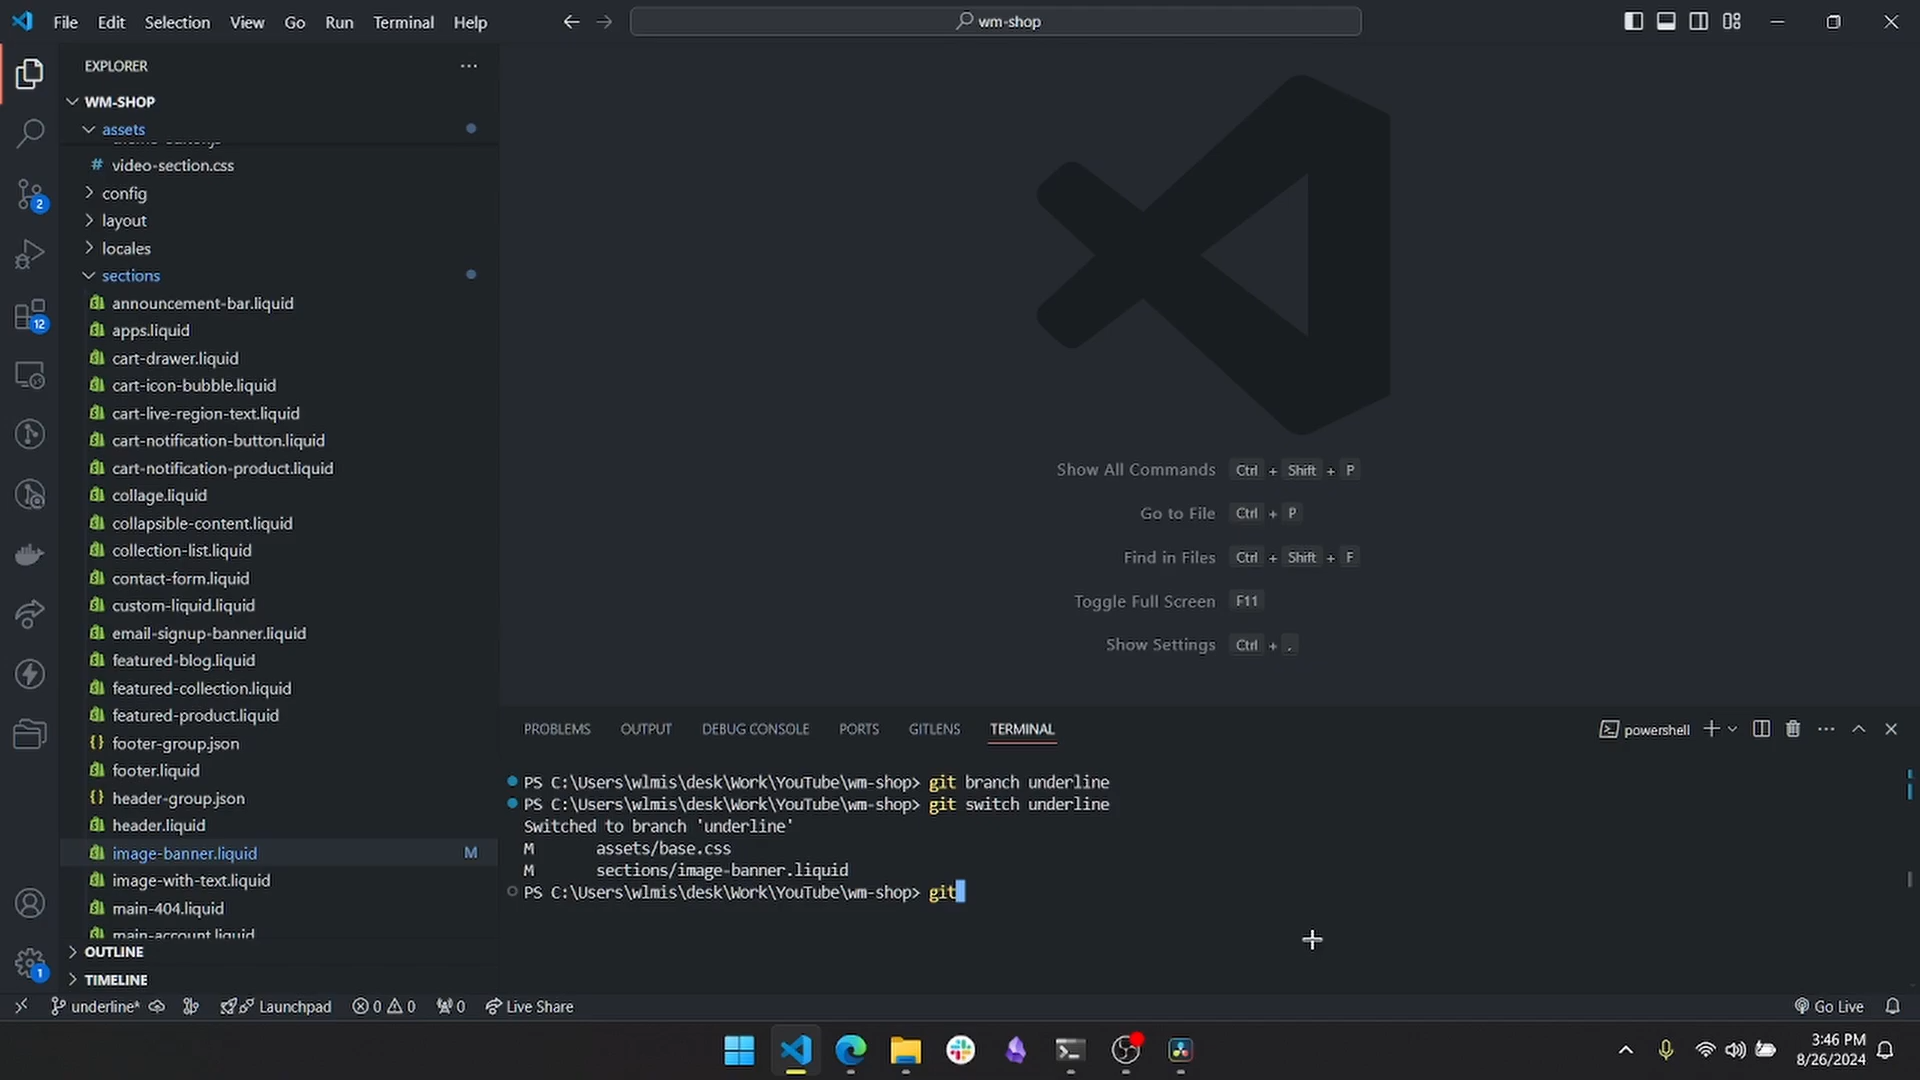 File Edit Selection View Go Run Terminal Help
wm-shop
EXPLORER
WM-SHOP
assets
# video-section.css
config
layout
locales
sections
announcement-bar.liquid
apps.liquid
cart-drawer.liquid
cart-icon-bubble.liquid
cart-live-region-text.liquid
cart-notification-button.liquid
cart-notification-product.liquid
collage.liquid
collapsible-content.liquid
collection-list.liquid
contact-form.liquid
custom-liquid.liquid
email-signup-banner.liquid
featured-blog.liquid
featured-collection.liquid
featured-product.liquid
{} footer-group.json
footer.liquid
{} header-group.json
header.liquid
image-banner.liquid M
image-with-text.liquid
main-404.liquid
main-account.liquid
OUTLINE
TIMELINE
2
12
1
Show All Commands Ctrl + Shift + P
Go to File Ctrl + P
Find in Files Ctrl + Shift + F
Toggle Full Screen F11
Show Settings Ctrl + ,
PROBLEMS OUTPUT DEBUG CONSOLE PORTS GITLENS TERMINAL
powershell
PS C:\Users\wlmis\desk\Work\YouTube\wm-shop> git branch underline
PS C:\Users\wlmis\desk\Work\YouTube\wm-shop> git switch underline
Switched to branch 'underline'
M assets/base.css
M sections/image-banner.liquid
PS C:\Users\wlmis\desk\Work\YouTube\wm-shop> git
underline* Launchpad 0 0 0 Live Share
Go Live
3:46 PM
8/26/2024